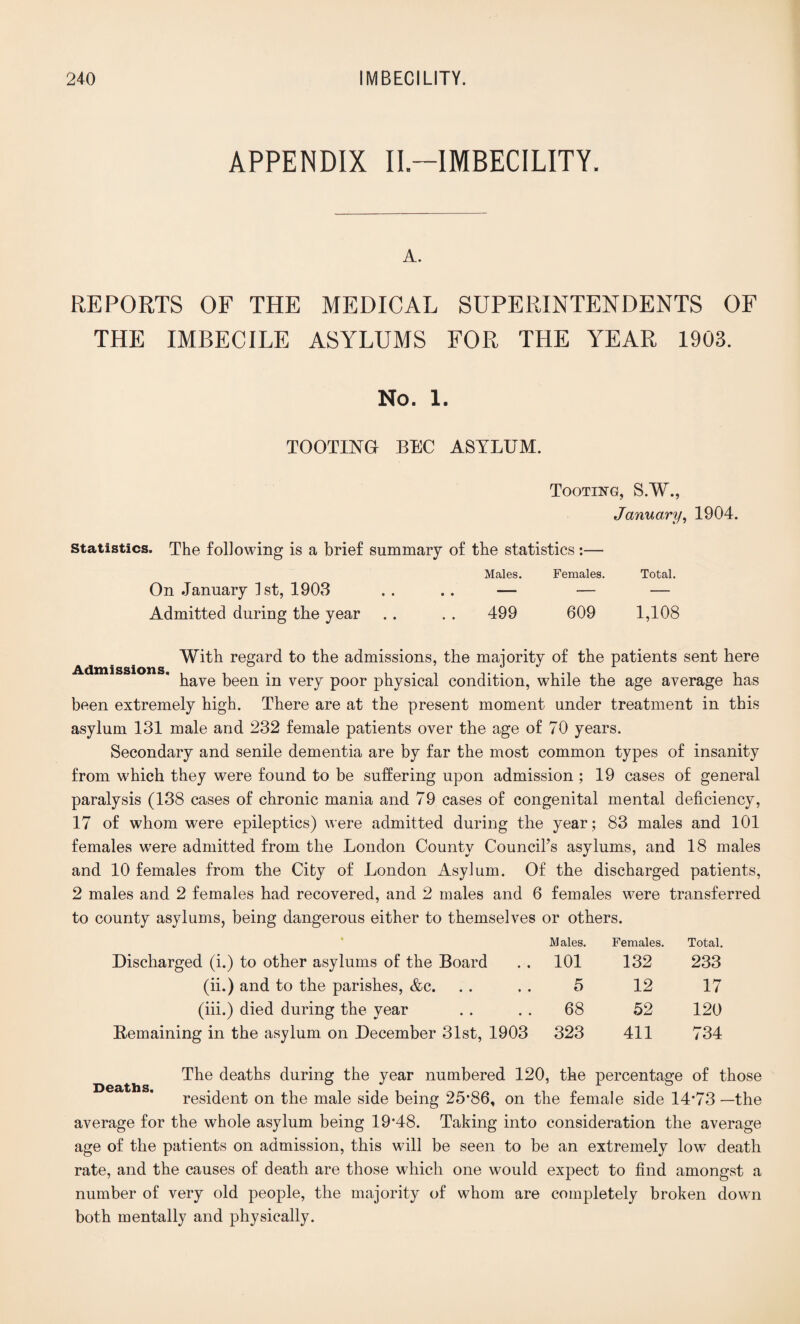 240 IMBECILITY.
APPENDIX II.—IMBECILITY.
A.
REPORTS OF THE MEDICAL SUPERINTENDENTS OF
THE IMBECILE ASYLUMS FOR THE YEAR 1903.
No. 1.
TOOTING BEC ASYLUM.
Tooting, S.W.,
January, 1904.
Statistics. The following is a brief summary of the statistics:—
Males. Females. Total.
On January 1st, 1903 .. .. — — —
Admitted during the year .. .. 499 609 1,108
Admissions. With regard to the admissions, the majority of the patients sent here
have been in very poor physical condition, while the age average has
been extremely high. There are at the present moment under treatment in this
asylum 131 male and 232 female patients over the age of 70 years.
Secondary and senile dementia are by far the most common types of insanity
from which they were found to be suffering upon admission; 19 cases of general
paralysis (138 cases of chronic mania and 79 cases of congenital mental deficiency,
17 of whom were epileptics) were admitted during the year; 83 males and 101
females were admitted from the London County Council's asylums, and 18 males
and 10 females from the City of London Asylum. Of the discharged patients,
2 males and 2 females had recovered, and 2 males and 6 females were transferred
to county asylums, being dangerous either to themselves or others.
Males. Females. Total.
Discharged (i.) to other asylums of the Board .. 101 132 233
(ii.) and to the parishes, &c. .. .. 5 12 17
(iii.) died during the year .. .. 68 52 120
Remaining in the asylum on December 31st, 1903 323 411 734
Deaths. The deaths during the year numbered 120, the percentage of those
resident on the male side being 25·86, on the female side 14·73—the
average for the whole asylum being 19·48. Taking into consideration the average
age of the patients on admission, this will be seen to be an extremely low death
rate, and the causes of death are those which one would expect to find amongst a
number of very old people, the majority of whom are completely broken down
both mentally and physically.